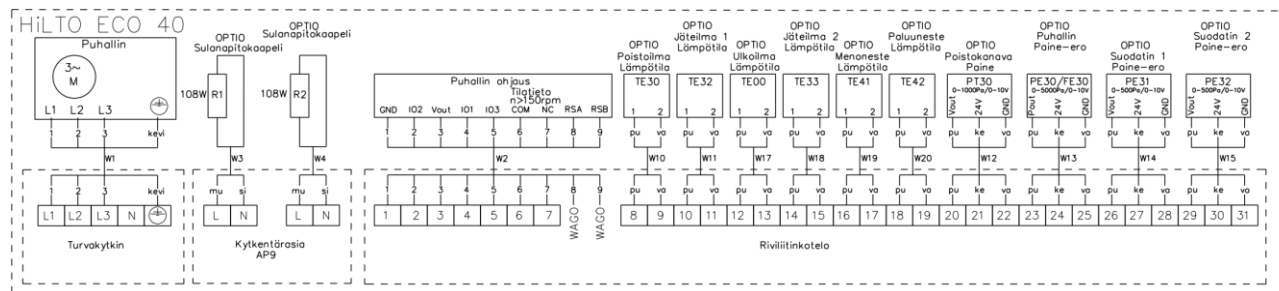 HiLTO ECO 40
Puhallin
3~
M
L1 L2 L3
1 2 3 kevi
W1
1 2 3 kevi
L1 L2 L3 N
Turvakytkin
OPTIO
Sulanapitokaapeli
108W R1
W3
mu si
L N
OPTIO
Sulanapitokaapeli
108W R2
W4
mu si
L N
Kytkentärasia
AP9
Puhallin ohjaus
Tilatieto
n>150rpm
GND IO2 Vout IO1 IO3 COM NC RSA RSB
1 2 3 4 5 6 7 8 9
W2
1 2 3 4 5 6 7 8 9
1 2 3 4 5 6 7 WAGO WAGO
OPTIO
Poistoilma
Lämpötila
TE30
1 2
pu va
W10
pu va
8 9
OPTIO
Jäteilma 1
Lämpötila
TE32
1 2
pu va
W11
pu va
10 11
OPTIO
Ulkoilma
Lämpötila
TE00
1 2
pu va
W17
pu va
12 13
OPTIO
Jäteilma 2
Lämpötila
TE33
1 2
pu va
W18
pu va
14 15
OPTIO
Menoneste
Lämpötila
TE41
1 2
pu va
W19
pu va
16 17
OPTIO
Paluuneste
Lämpötila
TE42
1 2
pu va
W20
pu va
18 19
OPTIO
Poistokanava
Paine
PT30
0-1000Pa/0-10V
Vout 24V GND
pu ke va
W12
pu ke va
20 21 22
OPTIO
Puhallin
Paine-ero
PE30/FE30
0-5000Pa/0-10V
Pout 24V GND
pu ke va
W13
pu ke va
23 24 25
OPTIO
Suodatin 1
Paine-ero
PE31
0-500Pa/0-10V
Vout 24V GND
pu ke va
W14
pu ke va
26 27 28
OPTIO
Suodatin 2
Paine-ero
PE32
0-500Pa/0-10V
Vout 24V GND
pu ke va
W15
pu ke va
29 30 31
Riviliitinkotelo